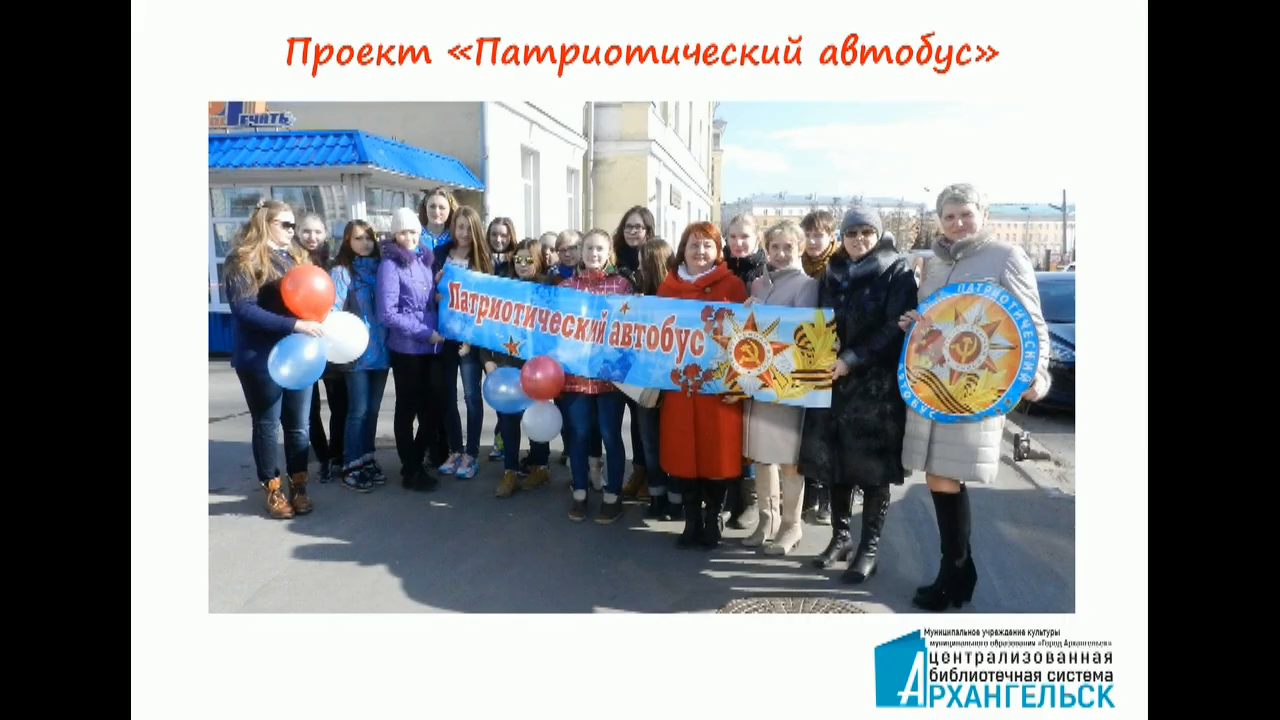 Проект «Патриотический автобус»
ПЕЧАТЬ
Патриотический автобус
ПАТРИОТИЧЕСКИЙ
АВТОБУС
Муниципальное учреждение культуры
муниципального образования «Город Архангельск»
централизованная
библиотечная система
АРХАНГЕЛЬСК